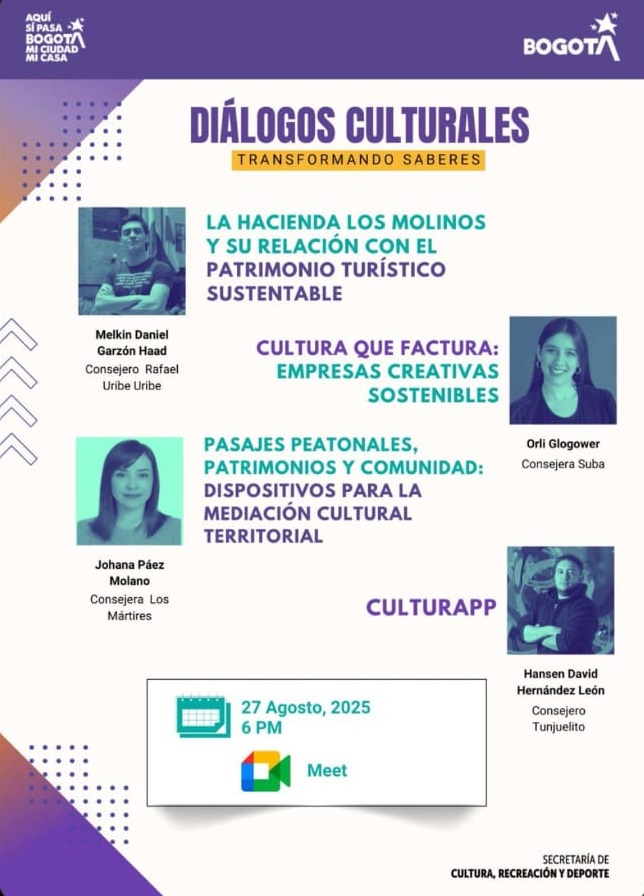 AQUÍ
SÍ PASA
BOGOTÁ
MI CIUDAD
MI CASA
BOGOTÁ
DIÁLOGOS CULTURALES
TRANSFORMANDO SABERES
LA HACIENDA LOS MOLINOS
Y SU RELACIÓN CON EL
PATRIMONIO TURÍSTICO
SUSTENTABLE
Melkin Daniel
Garzón Haad
Consejero Rafael
Uribe Uribe
CULTURA QUE FACTURA:
EMPRESAS CREATIVAS
SOSTENIBLES
Orli Glogower
Consejera Suba
PASAJES PEATONALES,
PATRIMONIOS Y COMUNIDAD:
DISPOSITIVOS PARA LA
MEDIACIÓN CULTURAL
TERRITORIAL
Johana Páez
Molano
Consejera Los
Mártires
CULTURAPP
Hansen David
Hernández León
Consejero
Tunjuelito
27 Agosto, 2025
6 PM
Meet
SECRETARÍA DE
CULTURA, RECREACIÓN Y DEPORTE